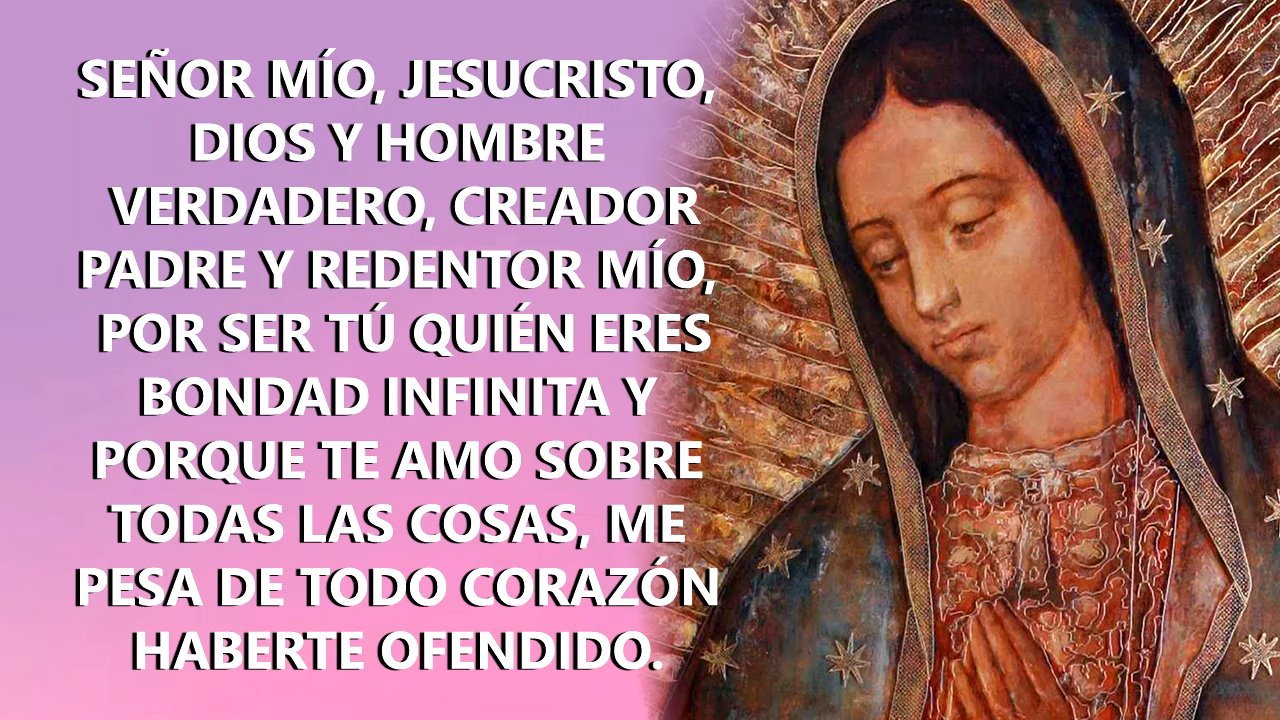 SEÑOR MÍO, JESUCRISTO,
DIOS Y HOMBRE
VERDADERO, CREADOR
PADRE Y REDENTOR MÍO,
POR SER TÚ QUIÉN ERES
BONDAD INFINITA Y
PORQUE TE AMO SOBRE
TODAS LAS COSAS, ME
PESA DE TODO CORAZÓN
HABERTE OFENDIDO.